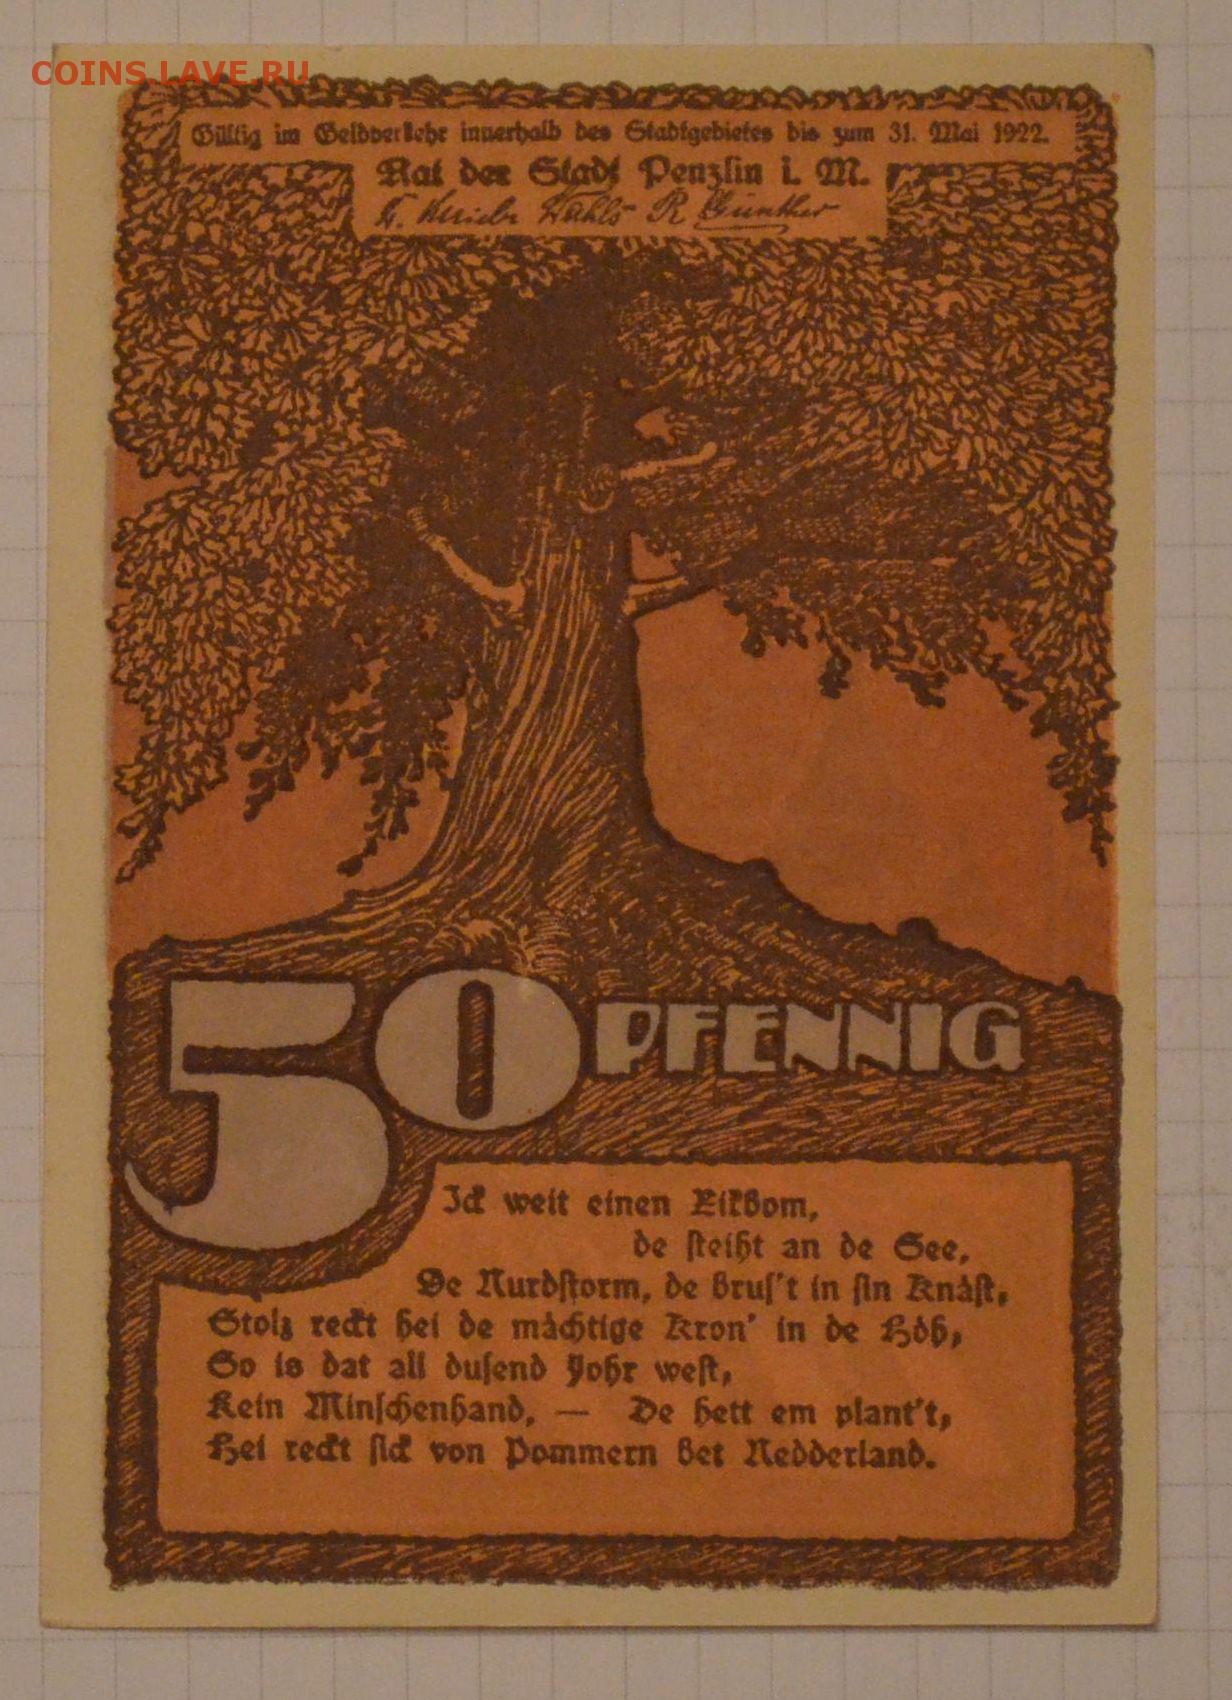 COINS.LAVE.RU
Gültig im Geldverkehr innerhalb des Stadtgebietes bis zum 31. Mai 1922.
Rat der Stadt Penzlin i. M.
Wahls R Günther
50 PFENNIG
Ick weit einen Eikbom,
de steiht an de See,
De Nurdstorm, de brus't in sin Knäst,
Stolz reckt hei de mächtige Kron' in de Höh,
So is dat all dusend Johr west,
Kein Minschenhand, — De hett em plant't,
Hei reckt sick von Pommern bet Nedderland.